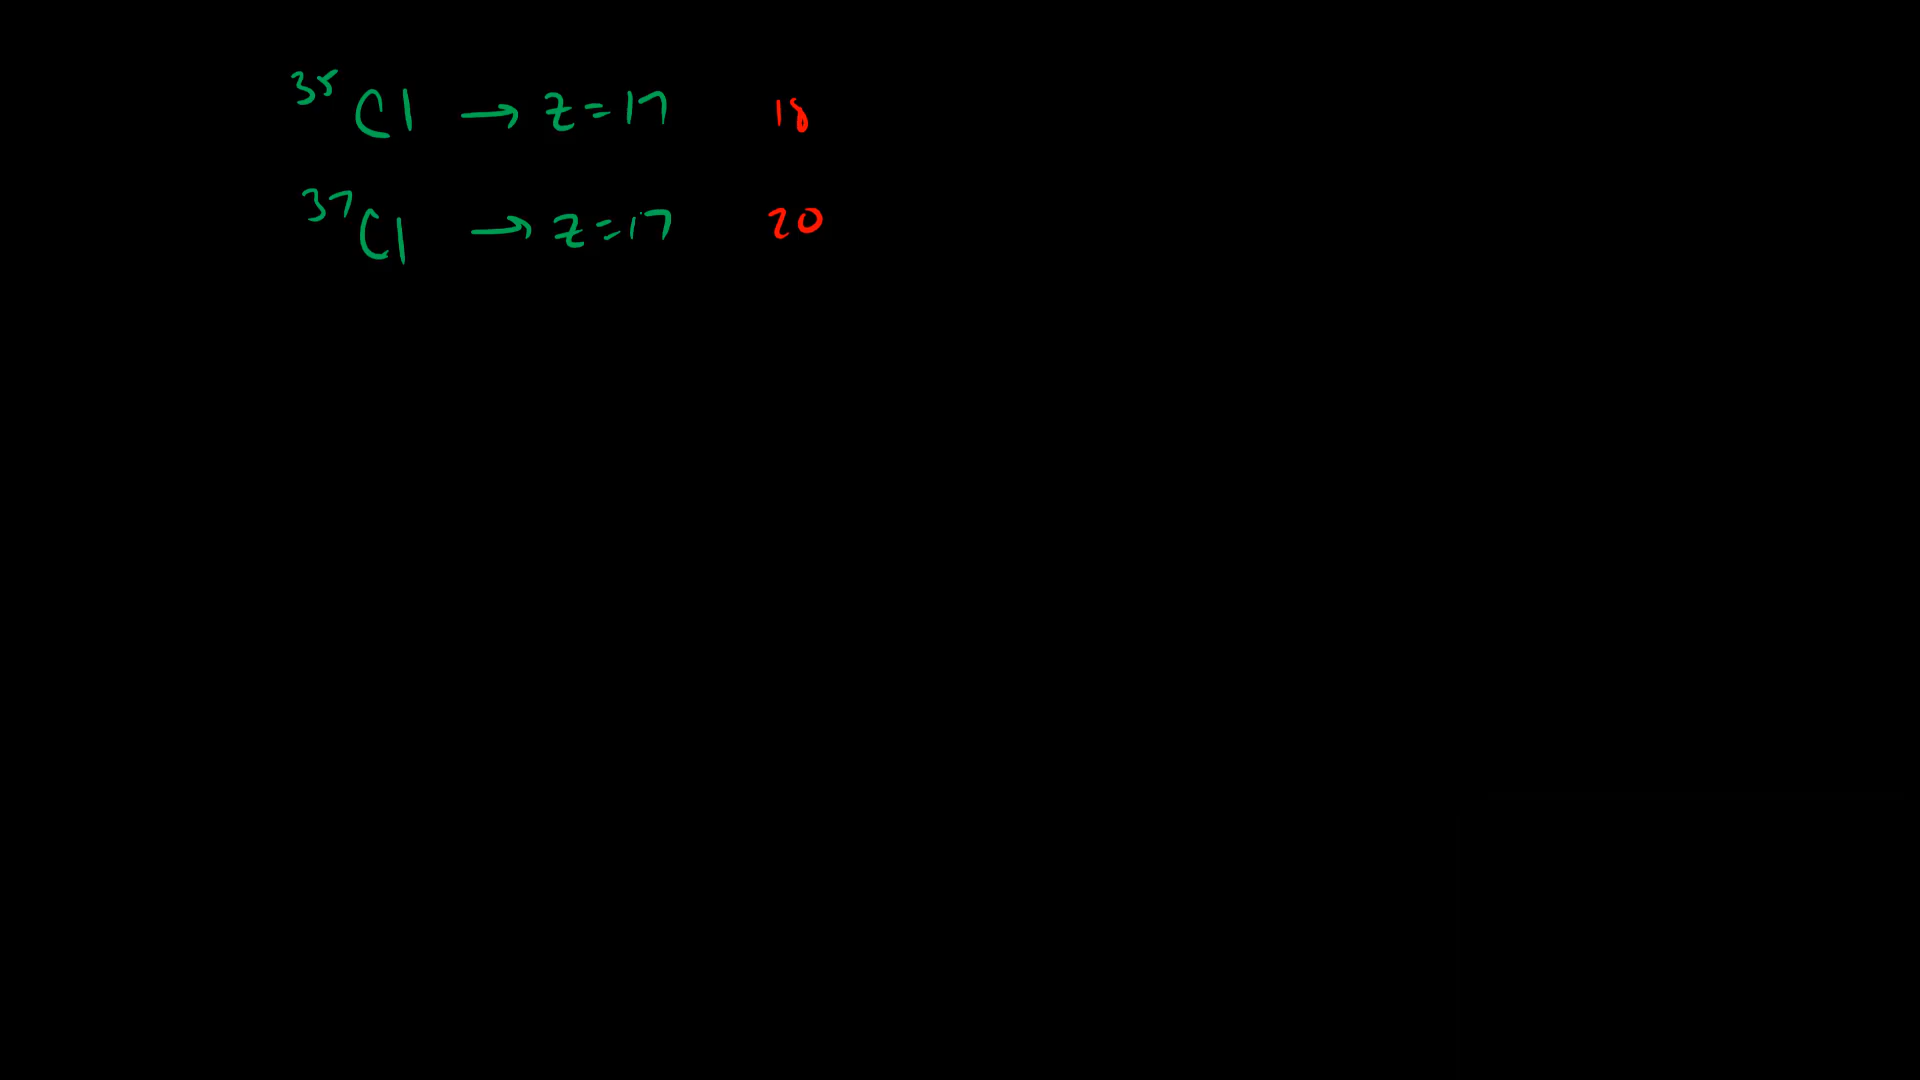 ³⁵Cl → z=17 18
³⁷Cl → z=17 20